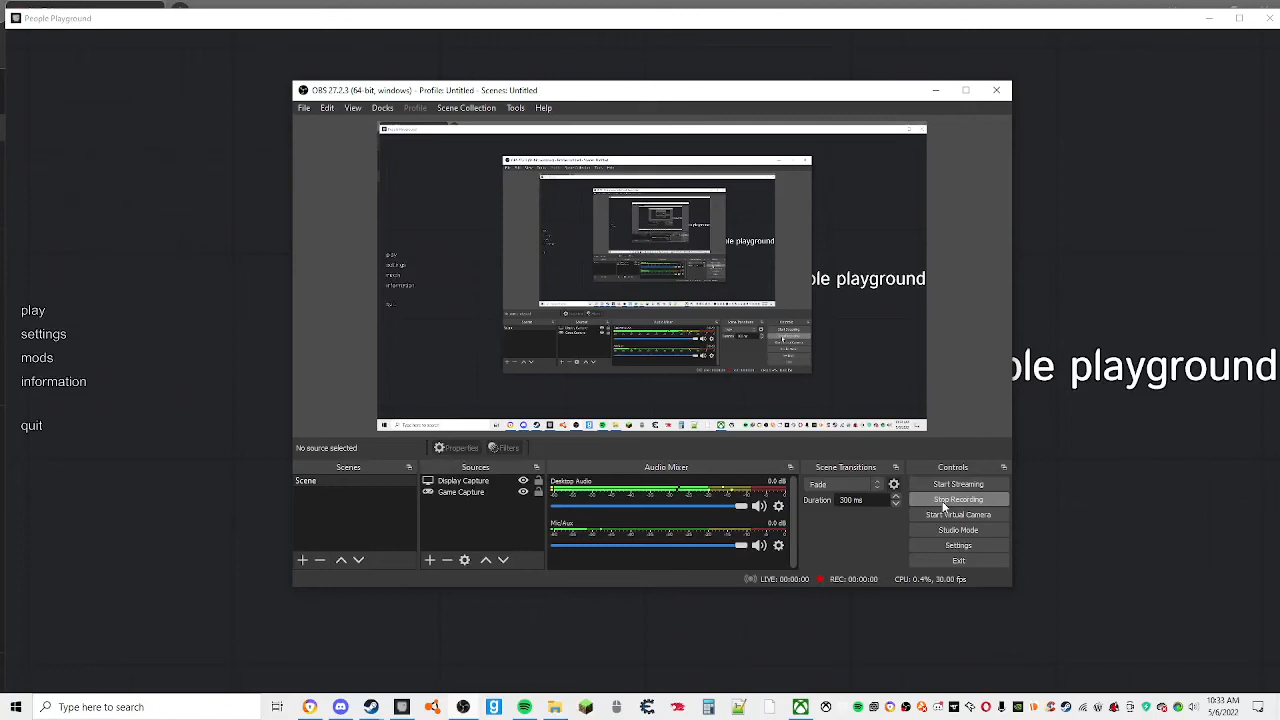 People Playground
OBS 27.2.3 (64-bit, windows) - Profile: Untitled - Scenes: Untitled
File Edit View Docks Profile Scene Collection Tools Help
ple playground
play
settings
mods
information
quit
ple playground
ple playground
information
Type here to search
No source selected
Properties
Filters
Scenes
Scene
Sources
Display Capture
Game Capture
Audio Mixer
Desktop Audio 0.0 dB
Mic/Aux 0.0 dB
Scene Transitions
Fade
Duration 300 ms
Controls
Start Streaming
Stop Recording
Start Virtual Camera
Studio Mode
Settings
Exit
LIVE: 00:00:00 REC: 00:00:00 CPU: 0.4%, 30.00 fps
Type here to search
10:33 AM
5/6/2022